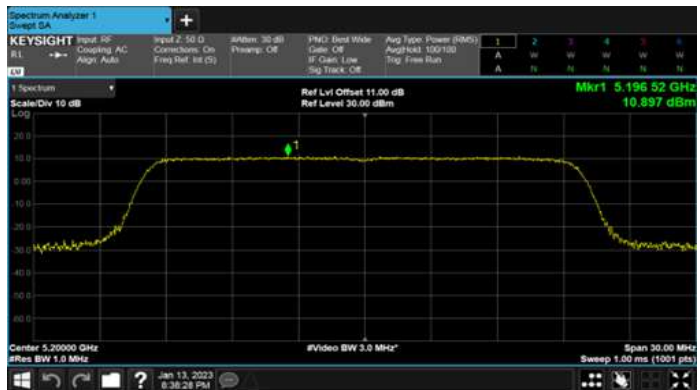 Spectrum Analyzer 1
Swept SA
+
KEYSIGHT
RL
Input: RF
Coupling: AC
Align: Auto
Input Z: 50 Ω
Corrections: On
Freq Ref: Int (S)
#Atten: 30 dB
Preamp: Off
PNO: Best Wide
Gate: Off
IF Gain: Low
Sig Track: Off
Avg Type: Power (RMS)
Avg|Hold: 100/100
Trig: Free Run
1 2 3 4 5 6
A W W W W W
A N N N N N
1 Spectrum
Scale/Div 10 dB
Log
Ref Lvl Offset 11.00 dB
Ref Level 30.00 dBm
Mkr1 5.196 52 GHz
10.897 dBm
1
20.0
10.0
0.00
-10.0
-20.0
-30.0
-40.0
-50.0
-60.0
Center 5.20000 GHz
#Res BW 1.0 MHz
#Video BW 3.0 MHz*
Span 30.00 MHz
Sweep 1.00 ms (1001 pts)
?
Jan 13, 2023
8:38:28 PM